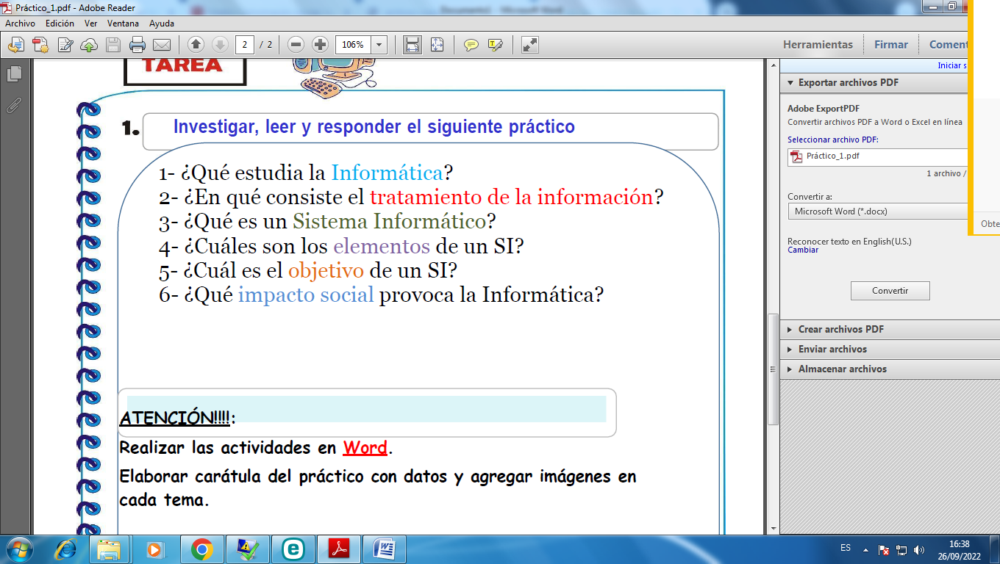 Práctico_1.pdf - Adobe Reader
Archivo Edición Ver Ventana Ayuda
2 / 2 106% Herramientas Firmar Coment
TAREA
Iniciar s
Exportar archivos PDF
Adobe ExportPDF
Convertir archivos PDF a Word o Excel en línea
Seleccionar archivo PDF:
Práctico_1.pdf
1 archivo /
Convertir a:
Microsoft Word (*.docx)
Reconocer texto en English(U.S.)
Cambiar
Convertir
Crear archivos PDF
Enviar archivos
Almacenar archivos
Obte
1. Investigar, leer y responder el siguiente práctico
1- ¿Qué estudia la Informática?
2- ¿En qué consiste el tratamiento de la información?
3- ¿Qué es un Sistema Informático?
4- ¿Cuáles son los elementos de un SI?
5- ¿Cuál es el objetivo de un SI?
6- ¿Qué impacto social provoca la Informática?
ATENCIÓN!!!!:
Realizar las actividades en Word.
Elaborar carátula del práctico con datos y agregar imágenes en
cada tema.
ES 16:38
26/09/2022